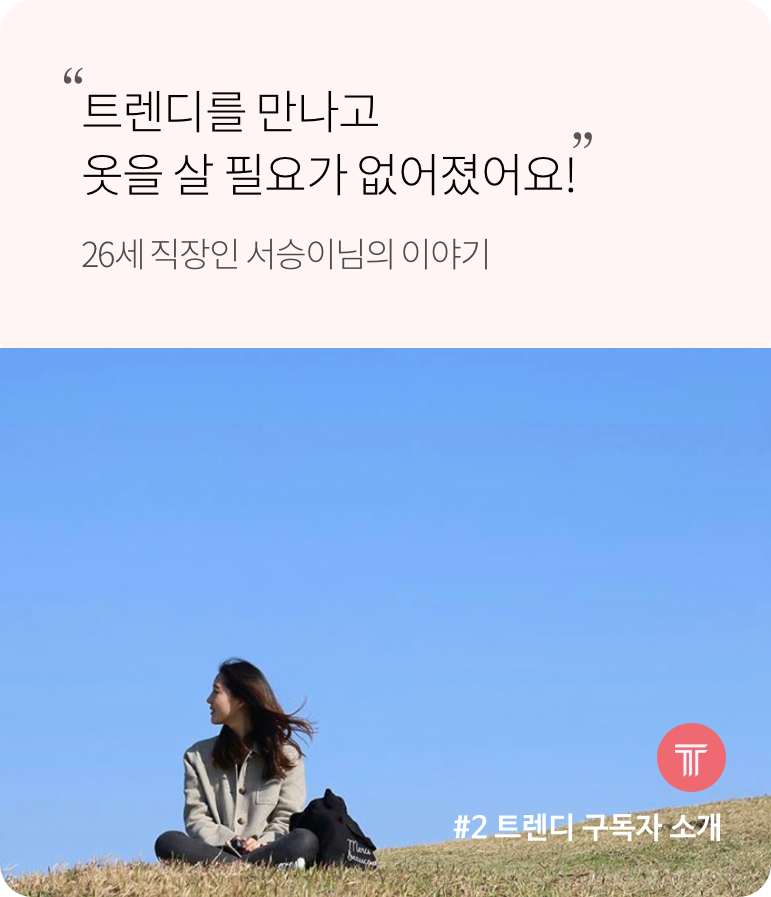 “트렌디를 만나고
옷을 살 필요가 없어졌어요!”
26세 직장인 서승이님의 이야기
#2 트렌디 구독자 소개
Merci
beaucoup